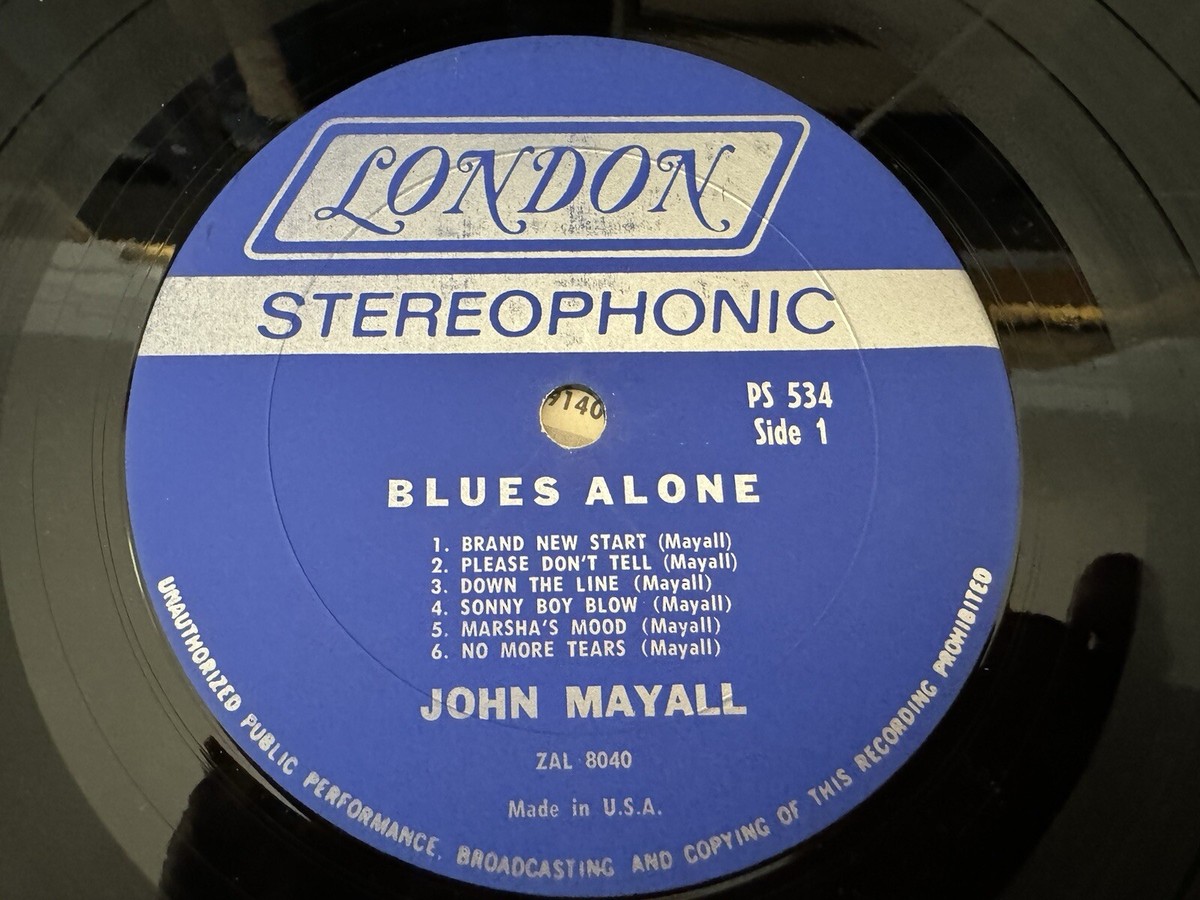 LONDON
STEREOPHONIC
PS 534
Side 1
9140
BLUES ALONE
1. BRAND NEW START (Mayall)
2. PLEASE DON'T TELL (Mayall)
3. DOWN THE LINE (Mayall)
4. SONNY BOY BLOW (Mayall)
5. MARSHA'S MOOD (Mayall)
6. NO MORE TEARS (Mayall)
JOHN MAYALL
ZAL 8040
Made in U.S.A.
UNAUTHORIZED PUBLIC PERFORMANCE, BROADCASTING AND COPYING OF THIS RECORDING PROHIBITED